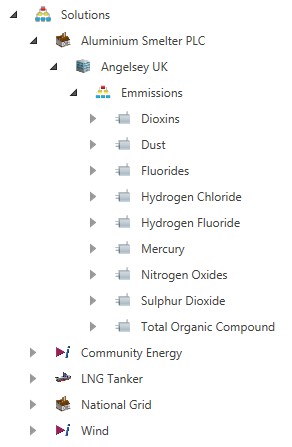 Solutions
Aluminium Smelter PLC
Angelsey UK
Emmissions
Dioxins
Dust
Fluorides
Hydrogen Chloride
Hydrogen Fluoride
Mercury
Nitrogen Oxides
Sulphur Dioxide
Total Organic Compound
Community Energy
LNG Tanker
National Grid
Wind